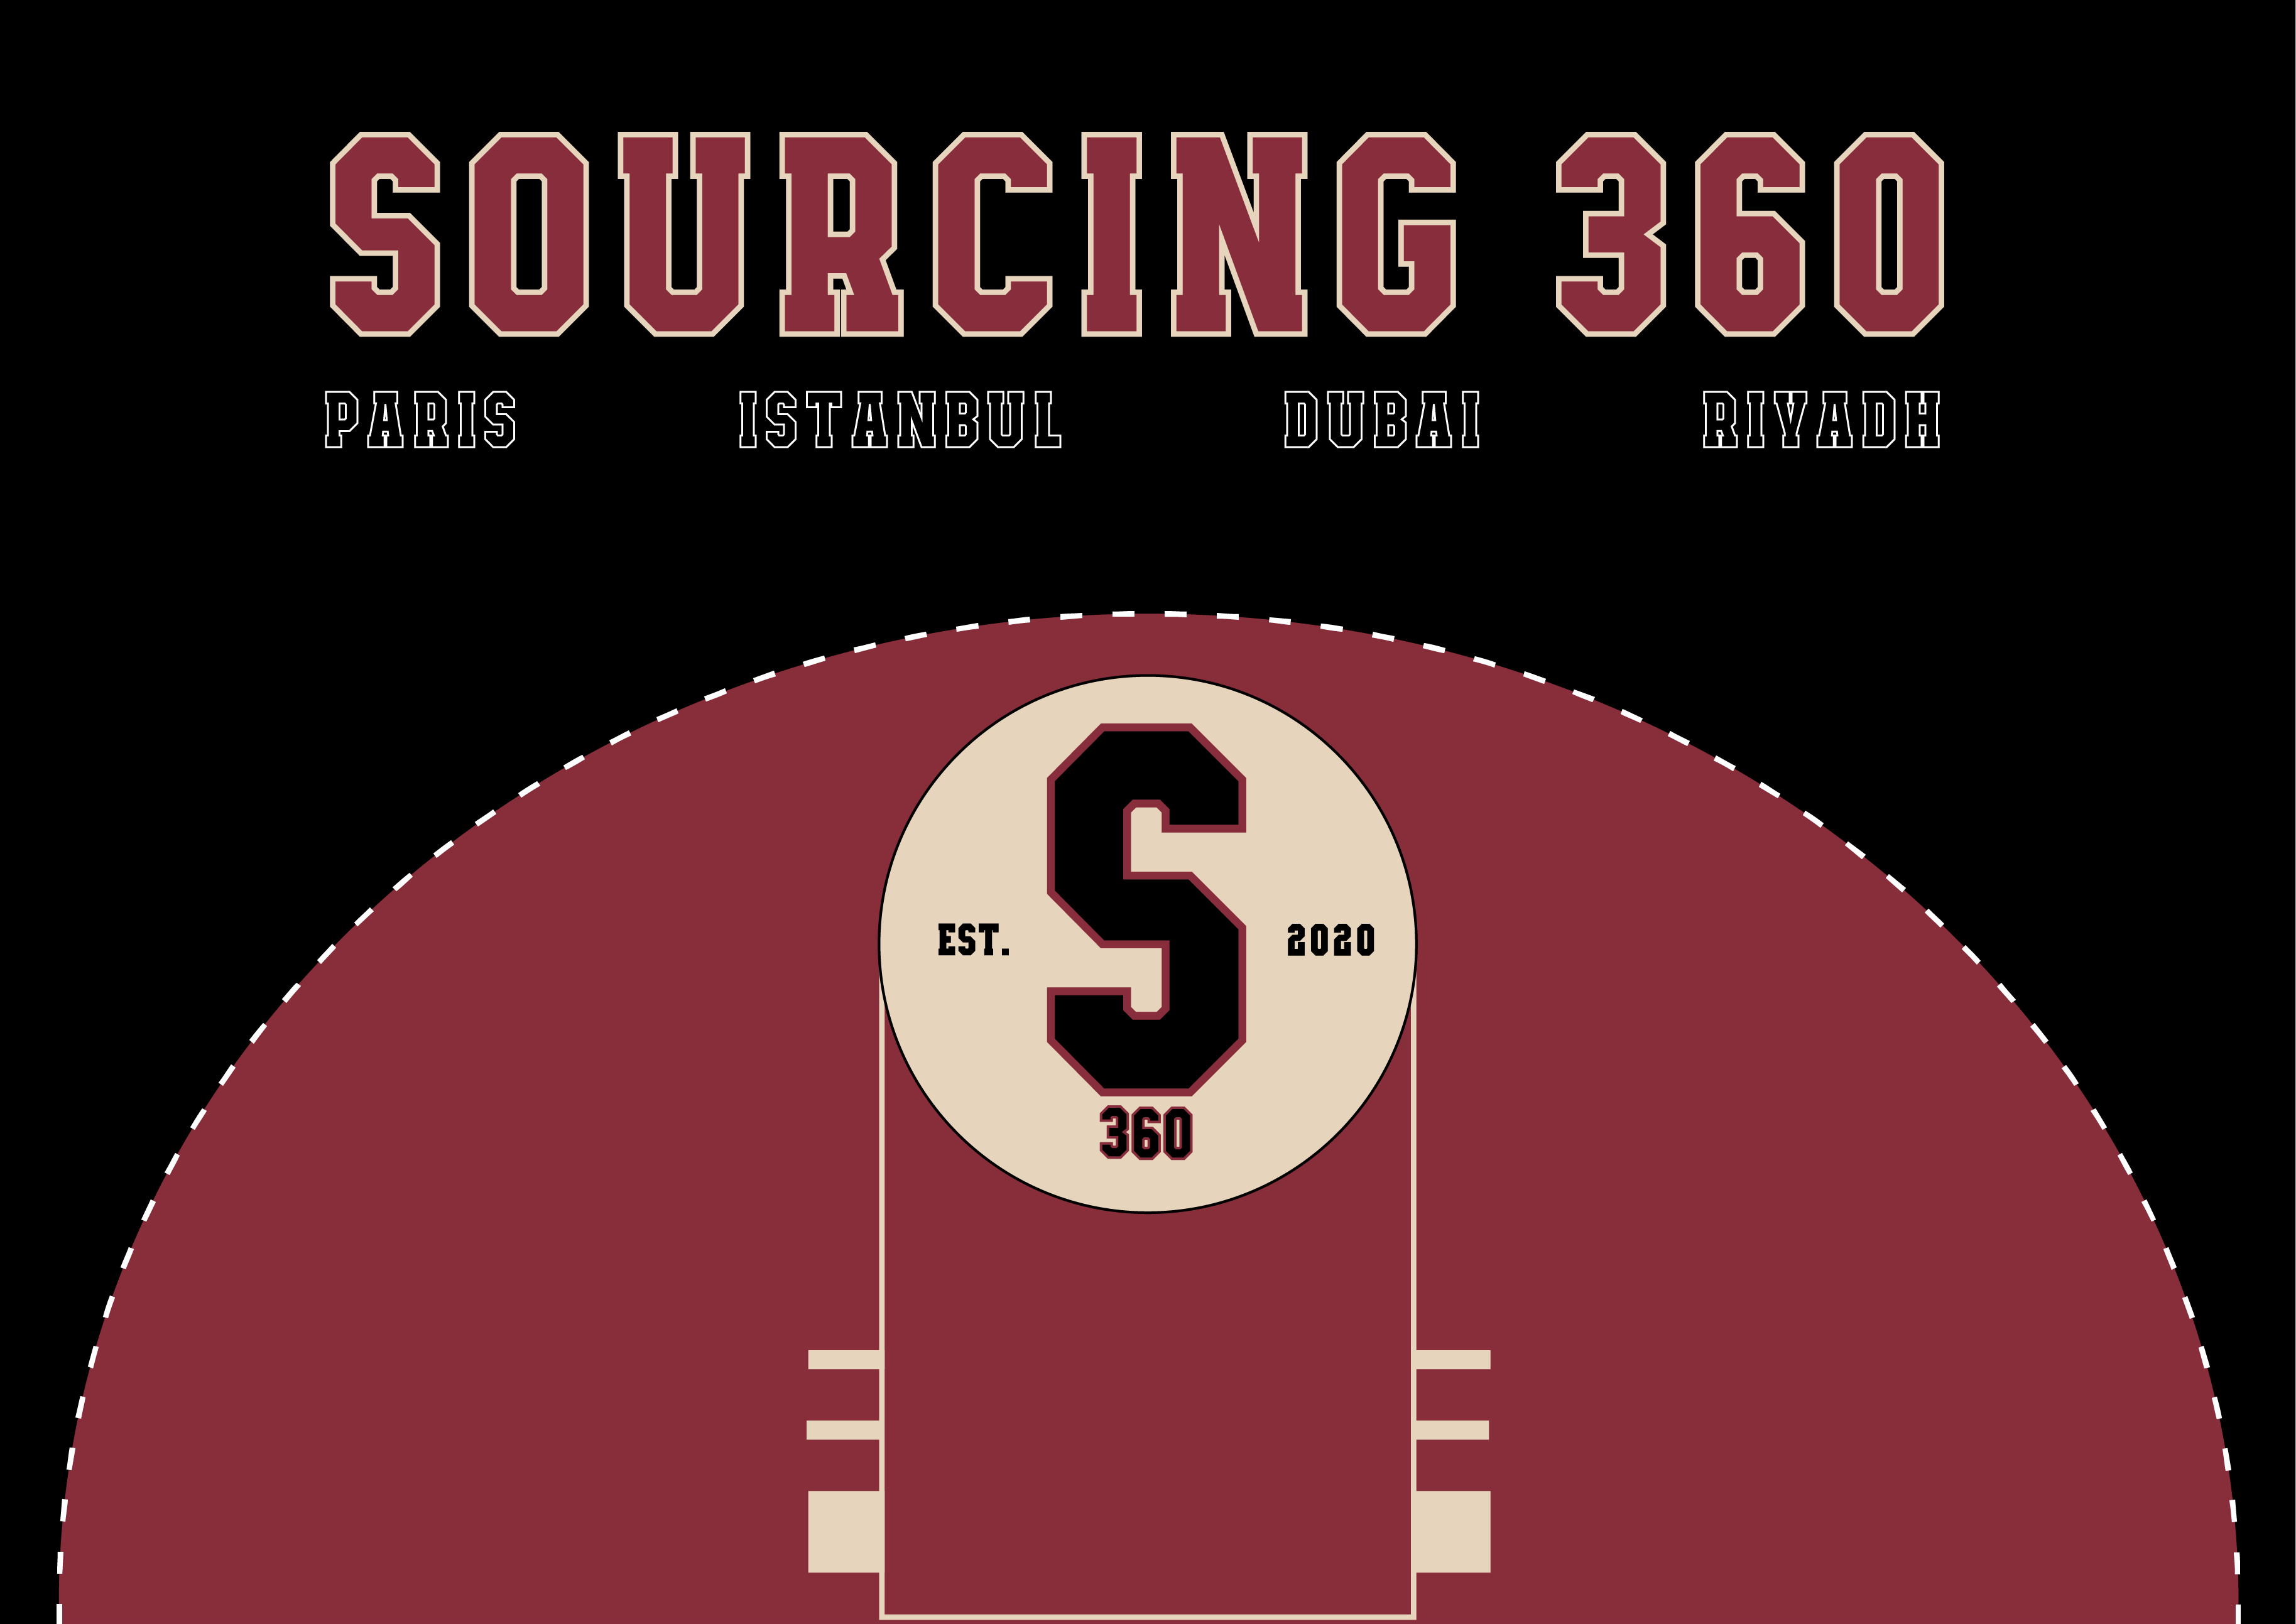 SOURCING 360
PARIS ISTANBUL DUBAI RIYADH
S
EST. 2020
360